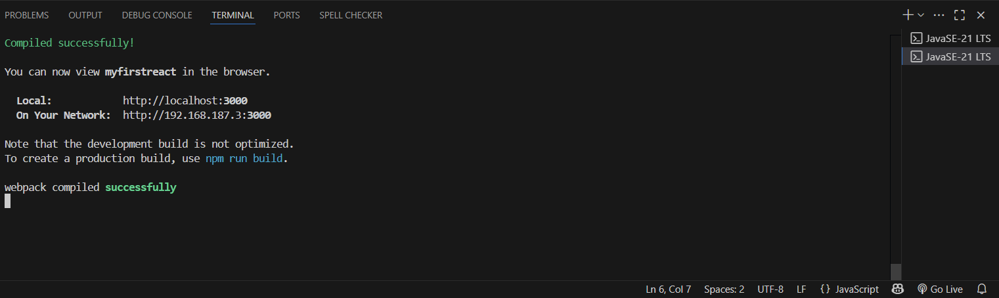 PROBLEMS OUTPUT DEBUG CONSOLE TERMINAL PORTS SPELL CHECKER
Compiled successfully!
You can now view myfirstreact in the browser.
Local: http://localhost:3000
On Your Network: http://192.168.187.3:3000
Note that the development build is not optimized.
To create a production build, use npm run build.
webpack compiled successfully
JavaSE-21 LTS
JavaSE-21 LTS
Ln 6, Col 7 Spaces: 2 UTF-8 LF {} JavaScript Go Live